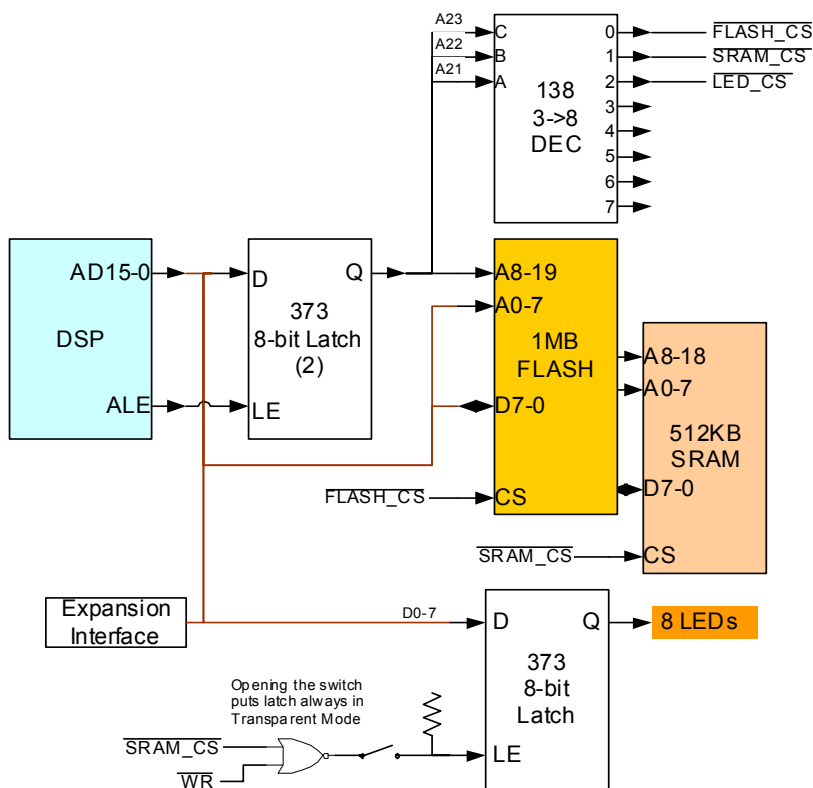 A23
A22
A21
C
B
A
138
3->8
DEC
0
1
2
3
4
5
6
7
FLASH_CS
SRAM_CS
LED_CS
DSP
AD15-0
ALE
D
Q
373
8-bit Latch
(2)
LE
A8-19
A0-7
1MB
FLASH
D7-0
FLASH_CS
CS
A8-18
A0-7
512KB
SRAM
D7-0
SRAM_CS
CS
Expansion
Interface
D0-7
D
Q
373
8-bit
Latch
LE
8 LEDs
Opening the switch
puts latch always in
Transparent Mode
SRAM_CS
WR